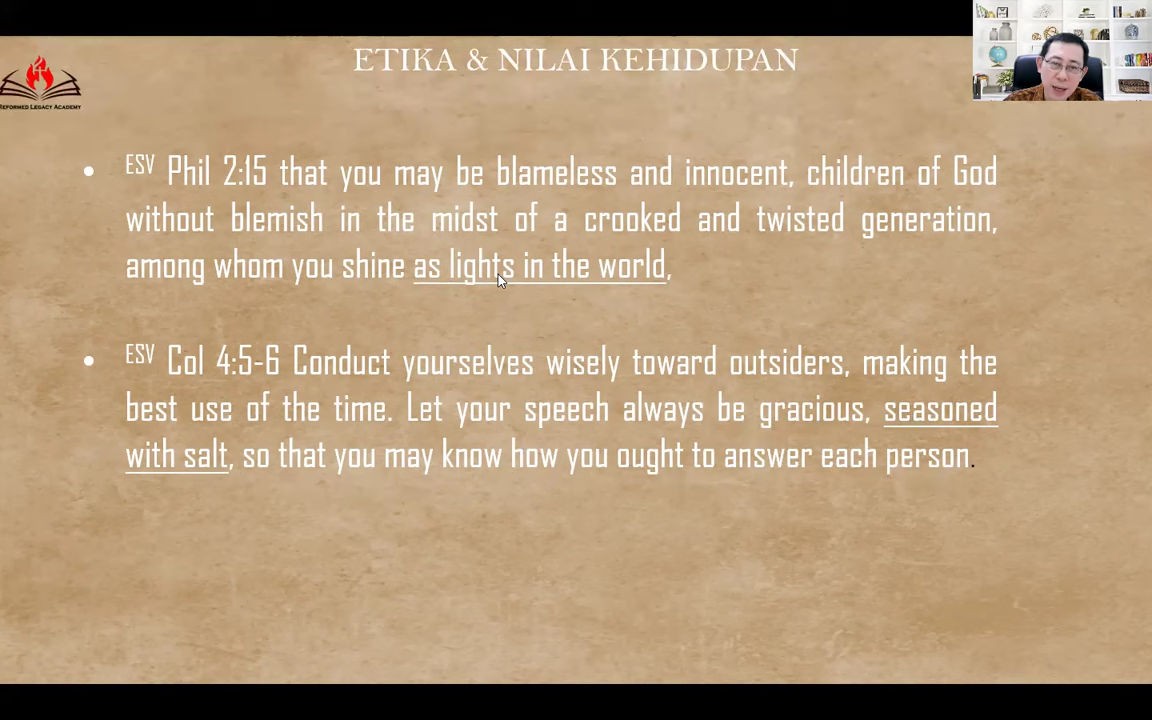 ETIKA & NILAI KEHIDUPAN
REFORMED LEGACY ACADEMY
• ESV Phil 2:15 that you may be blameless and innocent, children of God
without blemish in the midst of a crooked and twisted generation,
among whom you shine as lights in the world,
• ESV Col 4:5-6 Conduct yourselves wisely toward outsiders, making the
best use of the time. Let your speech always be gracious, seasoned
with salt, so that you may know how you ought to answer each person.